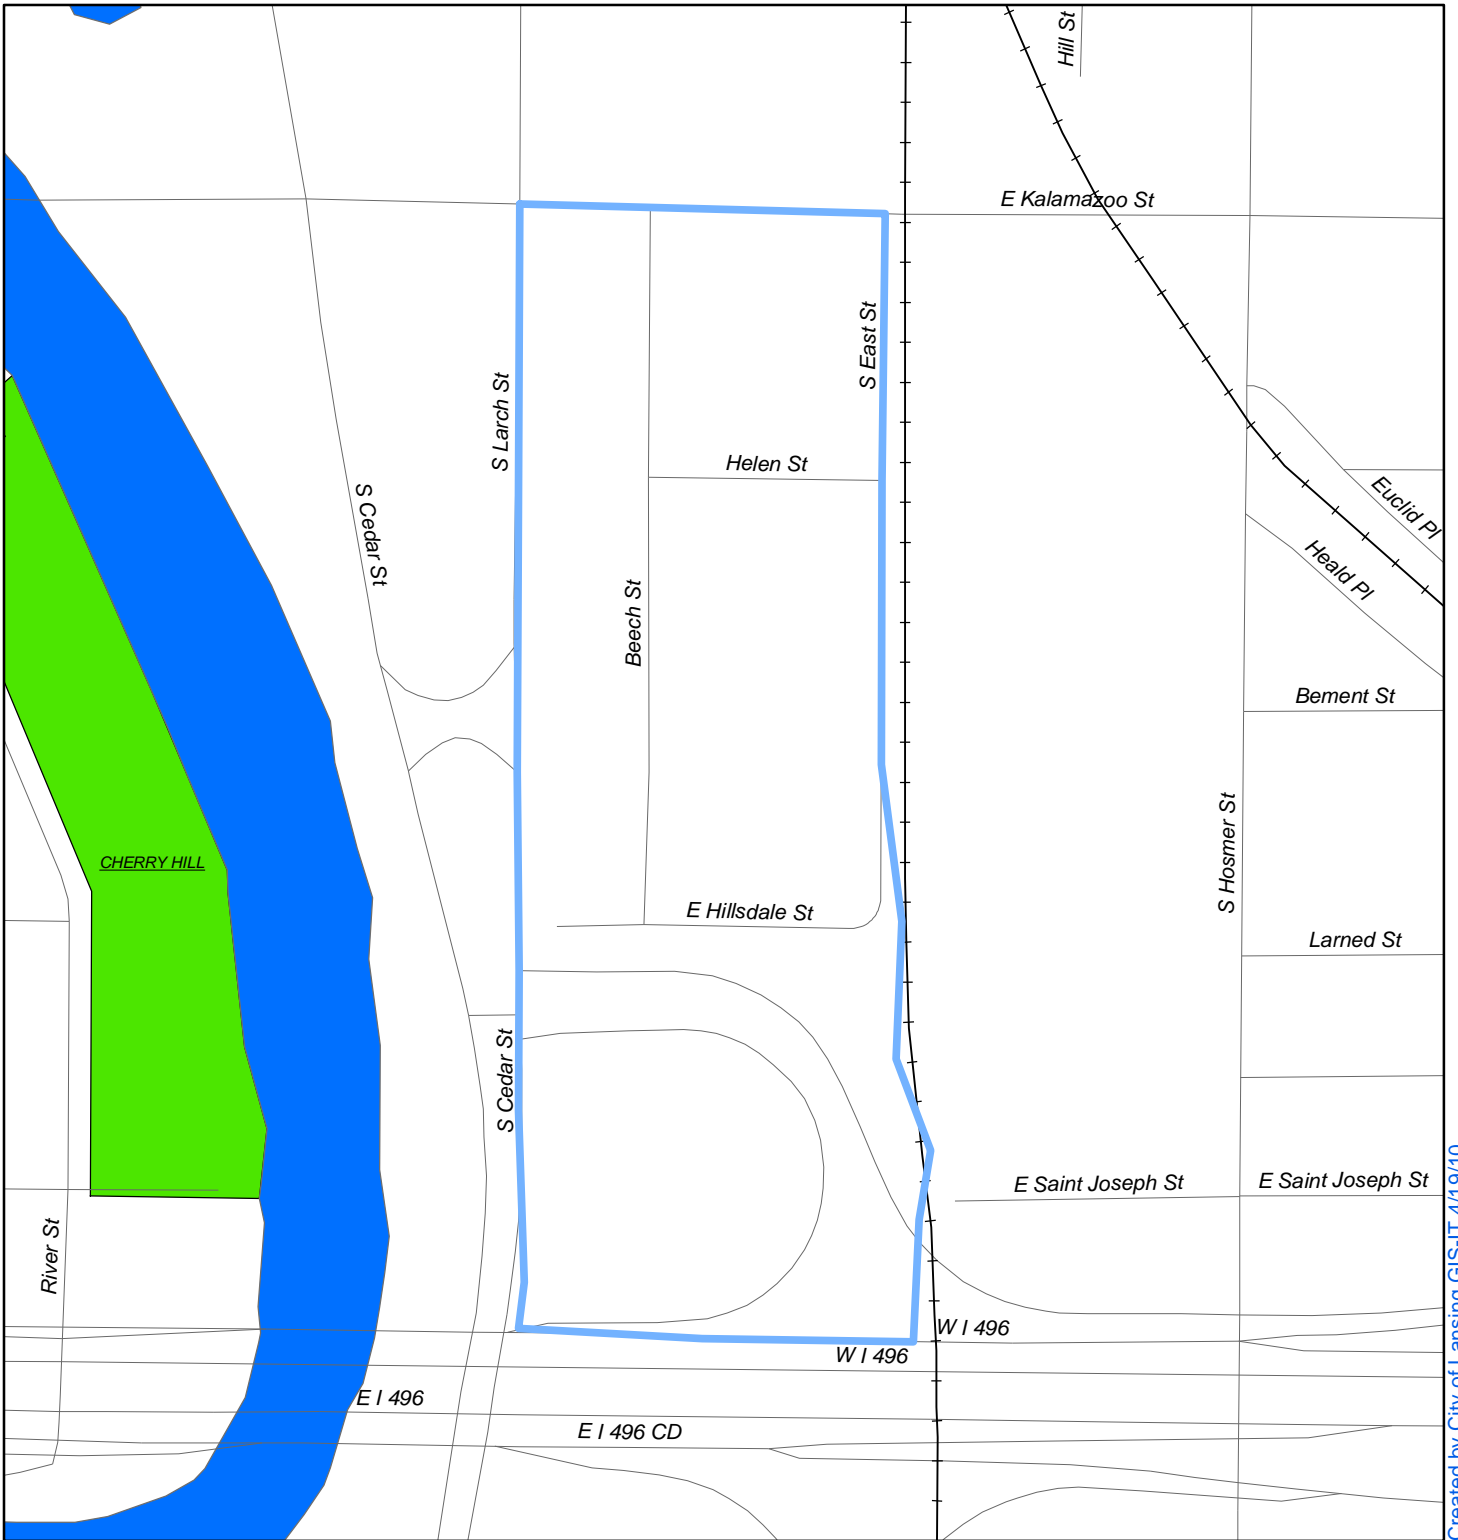 Hill St
E Kalamazoo St
S East St
S Larch St
Helen St
S Cedar St
Euclid Pl
Heald Pl
Beech St
Bement St
S Hosmer St
CHERRY HILL
E Hillsdale St
Larned St
S Cedar St
E Saint Joseph St
E Saint Joseph St
River St
W I 496
W I 496
E I 496
E I 496 CD
Created by City of Lansing GIS-IT 4/19/10